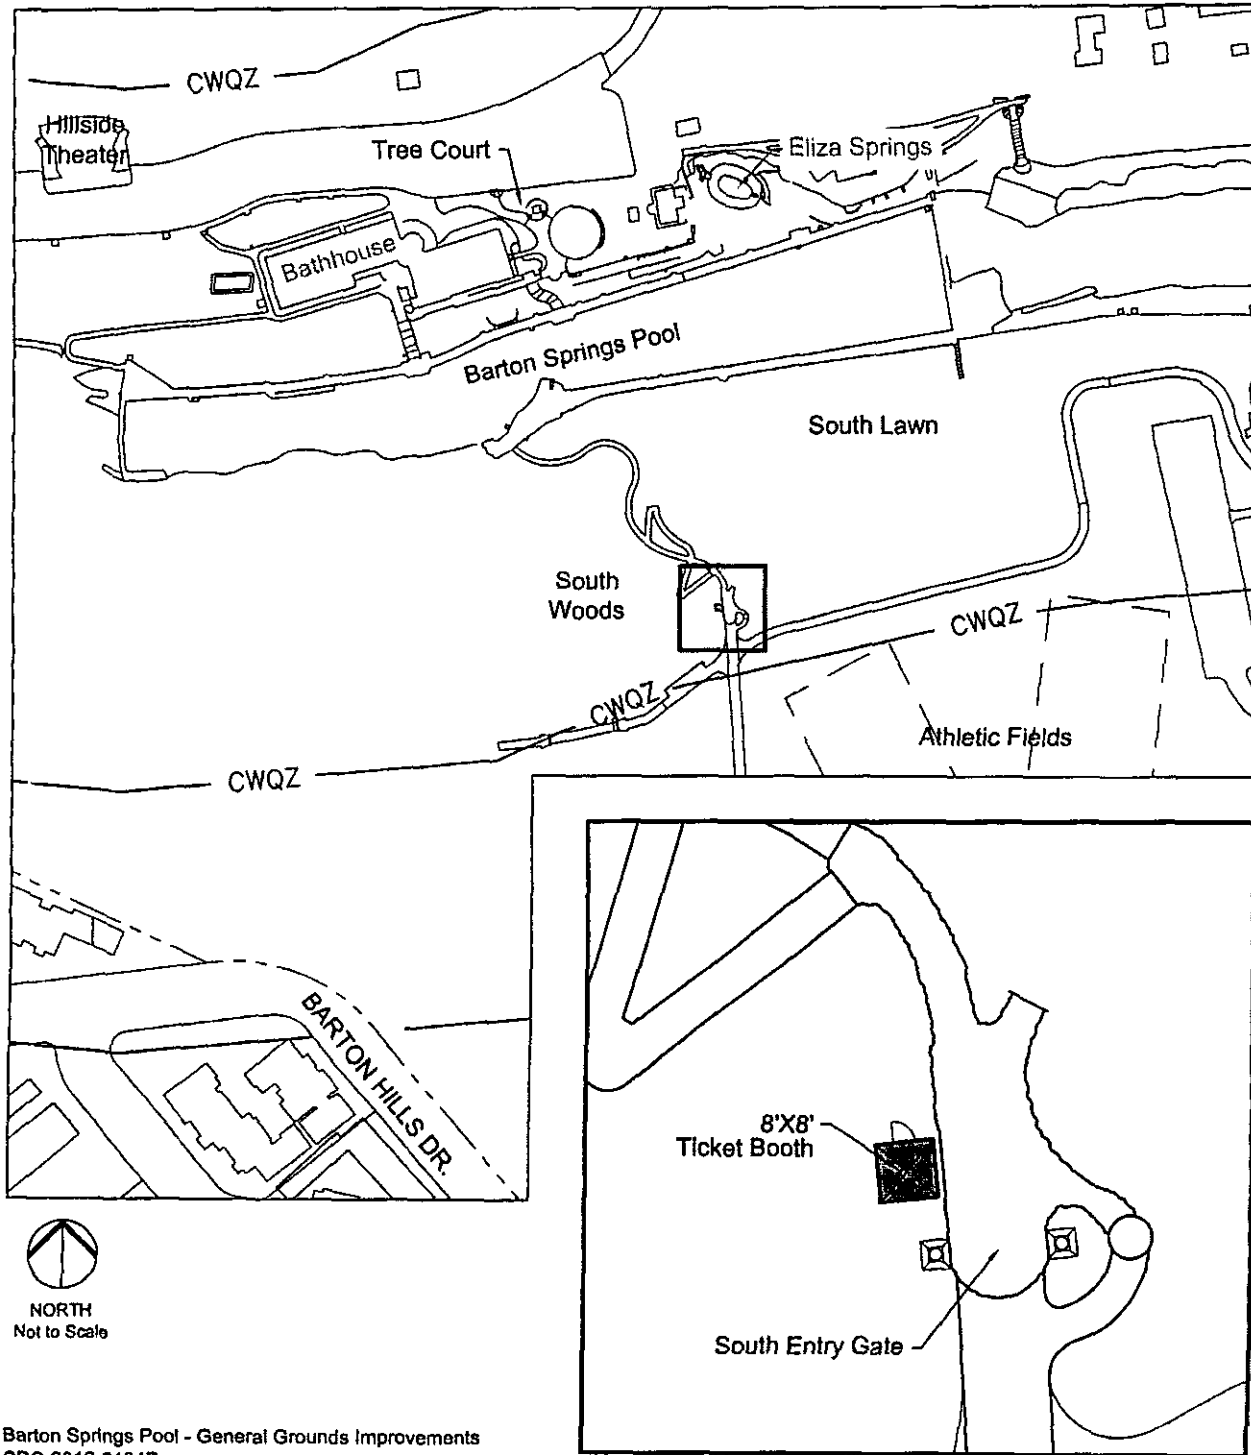 CWQZ
Hillside
Theater
Tree Court
Eliza Springs
Bathhouse
Barton Springs Pool
South Lawn
South
Woods
CWQZ
CWQZ
Athletic Fields
CWQZ
BARTON HILLS DR.
8'X8'
Ticket Booth
South Entry Gate
NORTH
Not to Scale
Barton Springs Pool - General Grounds Improvements